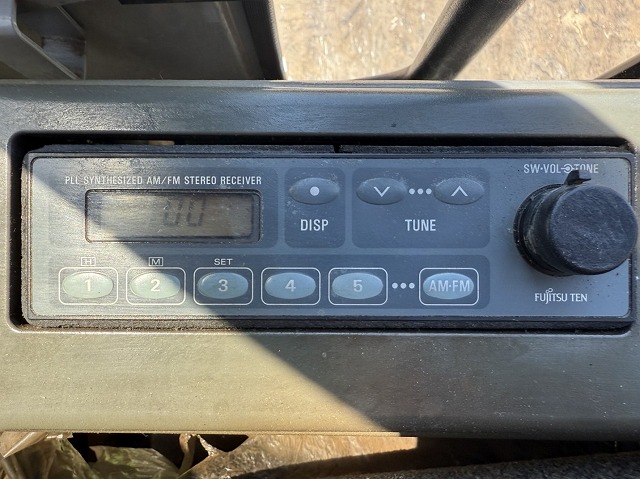 PLL SYNTHESIZED AM/FM STEREO RECEIVER
SW·VOL TONE
:00
DISP
TUNE
H
M
SET
1
2
3
4
5
AM·FM
FUJITSU TEN